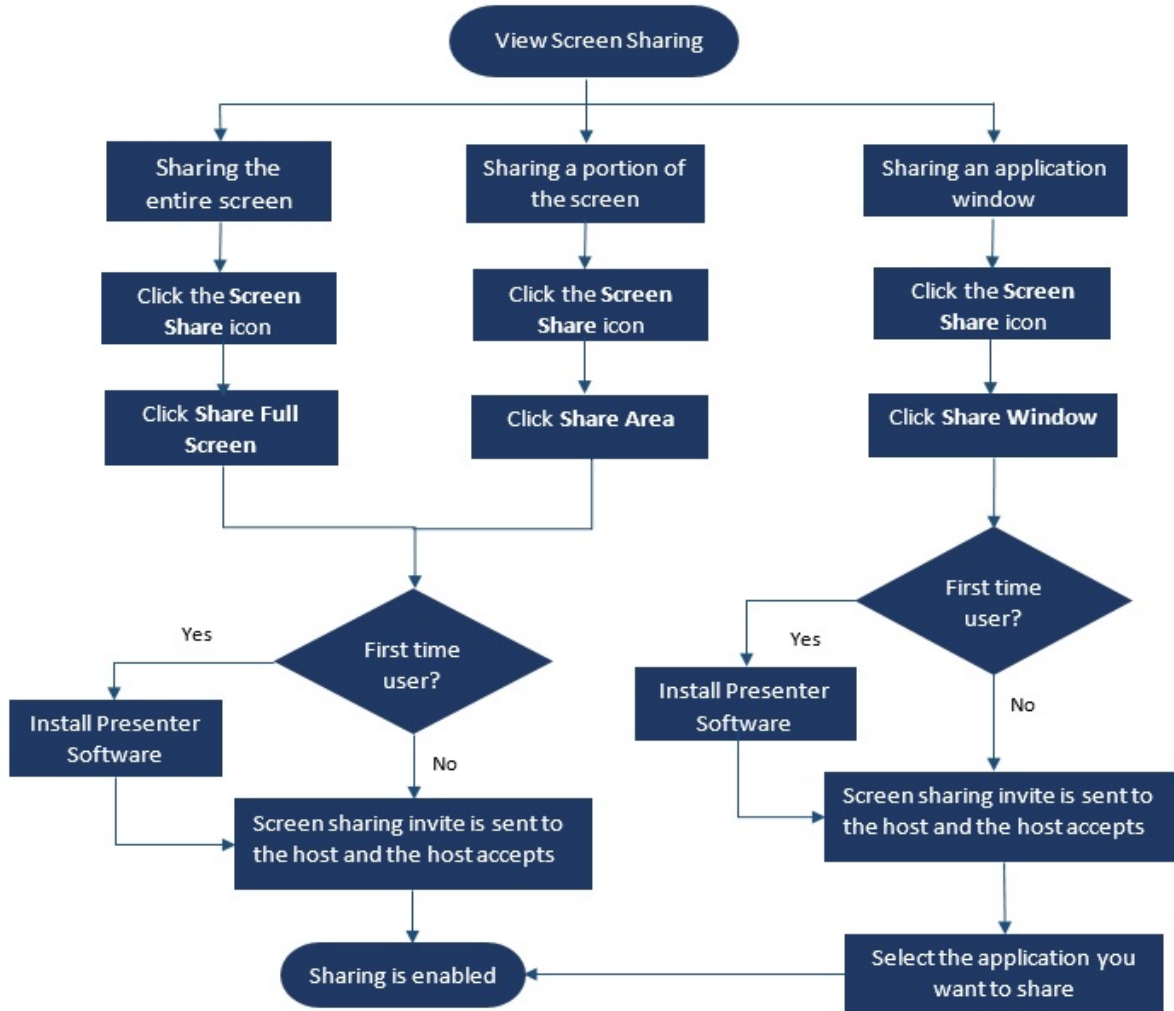 View Screen Sharing
Sharing the
entire screen
Sharing a portion of
the screen
Sharing an application
window
Click the Screen
Share icon
Click the Screen
Share icon
Click the Screen
Share icon
Click Share Full
Screen
Click Share Area
Click Share Window
First time
user?
Yes
No
Install Presenter
Software
Screen sharing invite is sent to
the host and the host accepts
First time
user?
Yes
No
Install Presenter
Software
Screen sharing invite is sent to
the host and the host accepts
Select the application you
want to share
Sharing is enabled